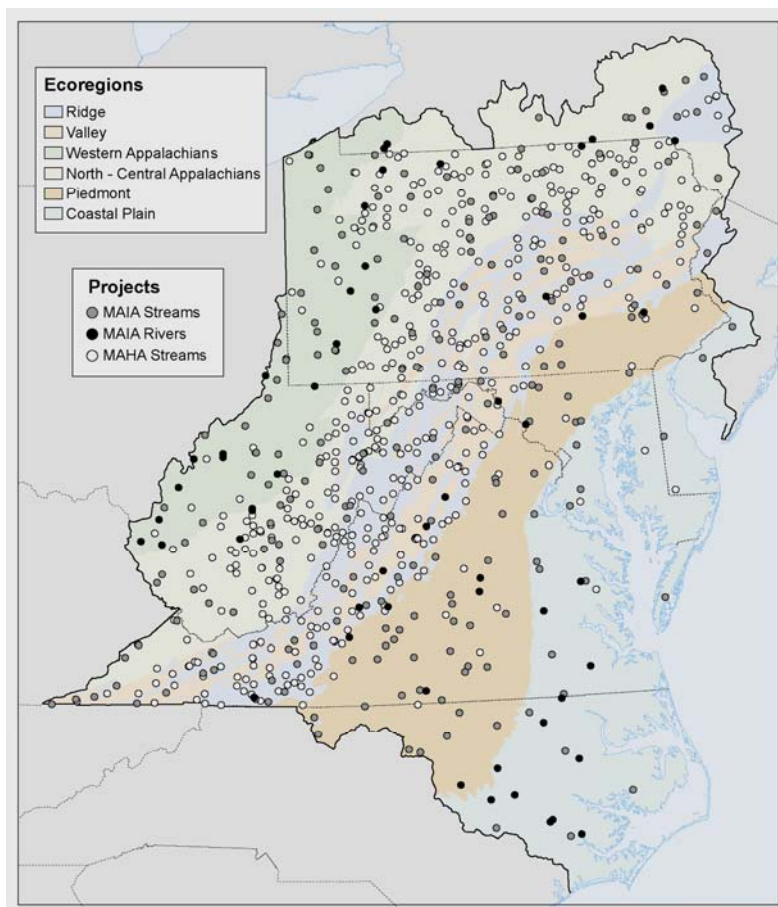 Ecoregions
Ridge
Valley
Western Appalachians
North - Central Appalachians
Piedmont
Coastal Plain
Projects
MAIA Streams
MAIA Rivers
MAHA Streams